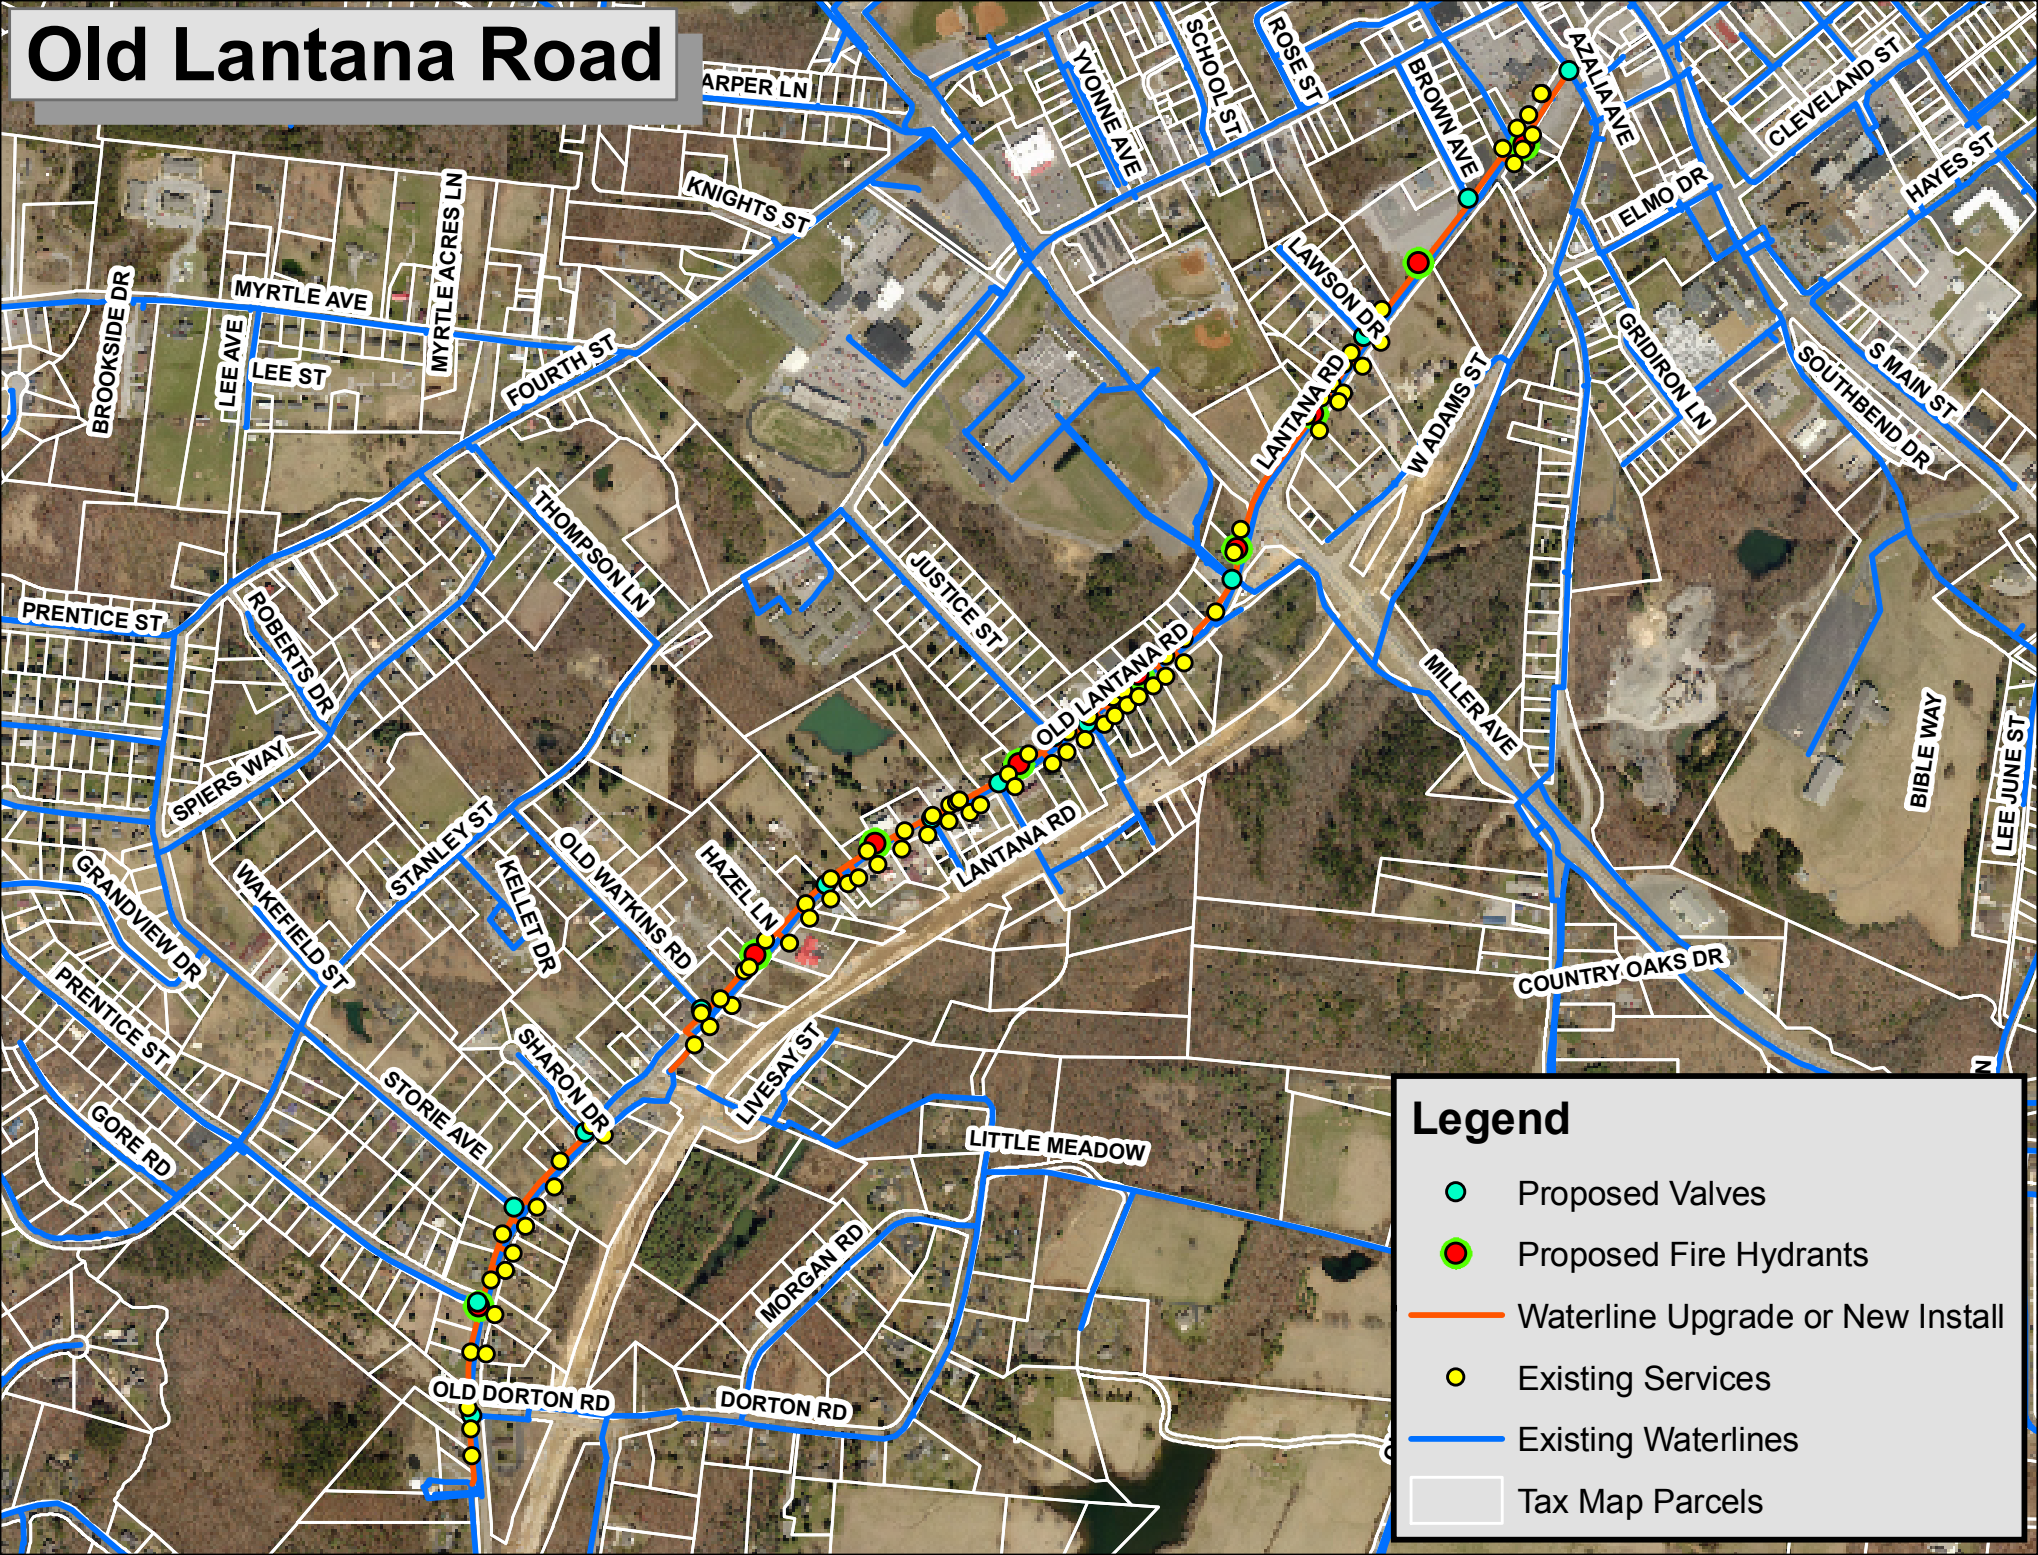 Old Lantana Road
ARPER LN
YVONNE AVE
SCHOOL ST
ROSE ST
BROWN AVE
AZALIA AVE
CLEVELAND ST
HAYES ST
ELMO DR
KNIGHTS ST
MYRTLE ACRES LN
MYRTLE AVE
BROOKSIDE DR
LEE AVE
LEE ST
FOURTH ST
LAWSON DR
LANTANA RD
W ADAMS ST
GRIDIRON LN
SOUTHBEND DR
S MAIN ST
THOMPSON LN
JUSTICE ST
PRENTICE ST
ROBERTS DR
SPIERS WAY
OLD LANTANA RD
MILLER AVE
BIBLE WAY
LEE JUNE ST
STANLEY ST
KELLET DR
OLD WATKINS RD
HAZEL LN
LANTANA RD
GRANDVIEW DR
WAKEFIELD ST
PRENTICE ST
COUNTRY OAKS DR
SHARON DR
LIVESAY ST
STORIE AVE
GORE RD
LITTLE MEADOW
MORGAN RD
OLD DORTON RD
DORTON RD
N
Legend
Proposed Valves
Proposed Fire Hydrants
Waterline Upgrade or New Install
Existing Services
Existing Waterlines
Tax Map Parcels